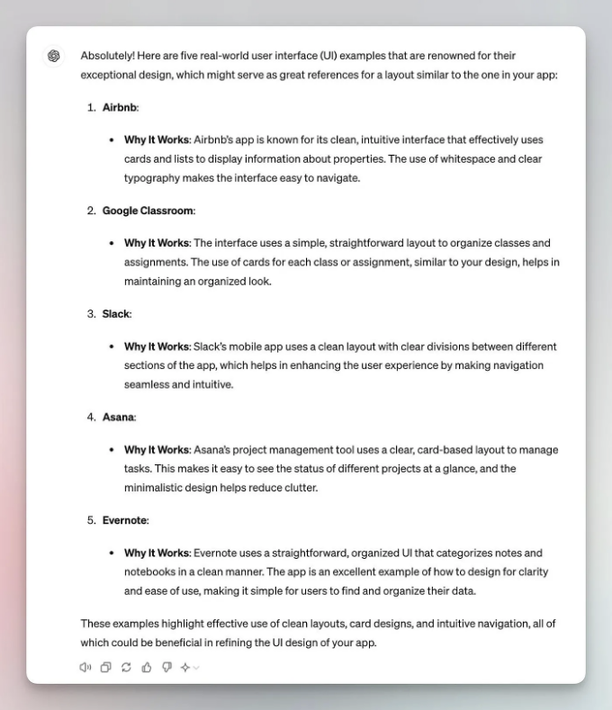 Absolutely! Here are five real-world user interface (UI) examples that are renowned for their
exceptional design, which might serve as great references for a layout similar to the one in your app:
1. Airbnb:
• Why It Works: Airbnb's app is known for its clean, intuitive interface that effectively uses
cards and lists to display information about properties. The use of whitespace and clear
typography makes the interface easy to navigate.
2. Google Classroom:
• Why It Works: The interface uses a simple, straightforward layout to organize classes and
assignments. The use of cards for each class or assignment, similar to your design, helps in
maintaining an organized look.
3. Slack:
• Why It Works: Slack's mobile app uses a clean layout with clear divisions between different
sections of the app, which helps in enhancing the user experience by making navigation
seamless and intuitive.
4. Asana:
• Why It Works: Asana's project management tool uses a clear, card-based layout to manage
tasks. This makes it easy to see the status of different projects at a glance, and the
minimalistic design helps reduce clutter.
5. Evernote:
• Why It Works: Evernote uses a straightforward, organized UI that categorizes notes and
notebooks in a clean manner. The app is an excellent example of how to design for clarity
and ease of use, making it simple for users to find and organize their data.
These examples highlight effective use of clean layouts, card designs, and intuitive navigation, all of
which could be beneficial in refining the UI design of your app.